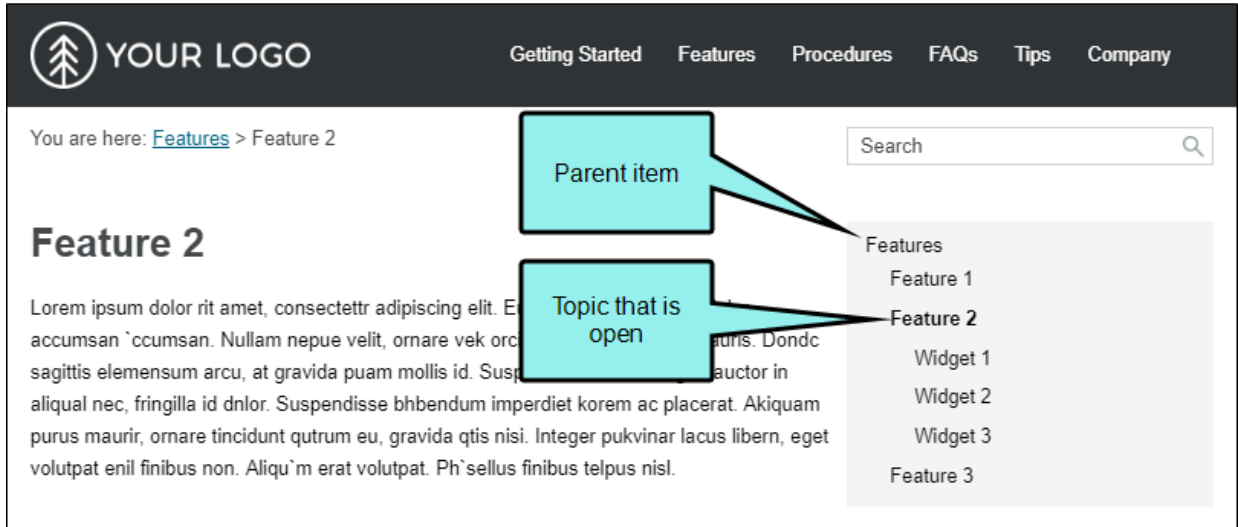 YOUR LOGO
Getting Started Features Procedures FAQs Tips Company
You are here: Features > Feature 2
Search
Parent item
Feature 2
Topic that is
open
Lorem ipsum dolor rit amet, consectettr adipiscing elit.
accumsan `ccumsan. Nullam nepue velit, ornare vek Dondc
sagittis elemensum arcu, at gravida puam mollis id. auctor in
aliqual nec, fringilla id dnlor. Suspendisse bhbendum imperdiet korem ac placerat. Akiquam
purus maurir, ornare tincidunt qutrum eu, gravida qtis nisi. Integer pukvinar lacus libern, eget
volutpat enil finibus non. Aliqu`m erat volutpat. Ph`sellus finibus telpus nisl.
Features
Feature 1
Feature 2
Widget 1
Widget 2
Widget 3
Feature 3